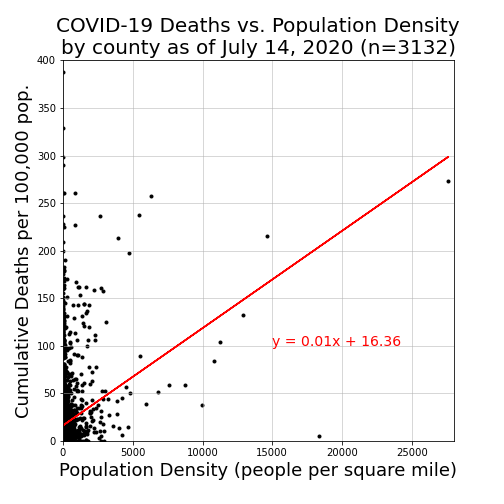 COVID-19 Deaths vs. Population Density
by county as of July 14, 2020 (n=3132)
Cumulative Deaths per 100,000 pop.
400
350
300
250
200
150
100
50
0
y = 0.01x + 16.36
0 5000 10000 15000 20000 25000
Population Density (people per square mile)